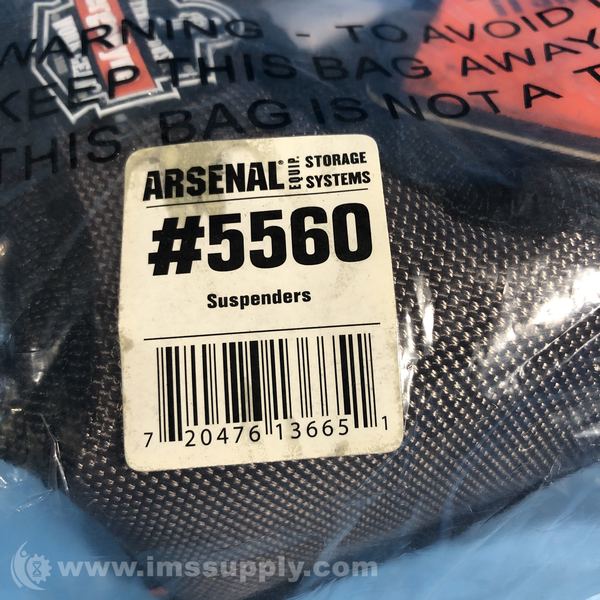 WARNING - TO AVOID
KEEP THIS BAG AWAY
THIS BAG IS NOT A T
ARSENAL® EQUIP. STORAGE SYSTEMS
#5560
Suspenders
7 20476 13665 1
www.imssupply.com